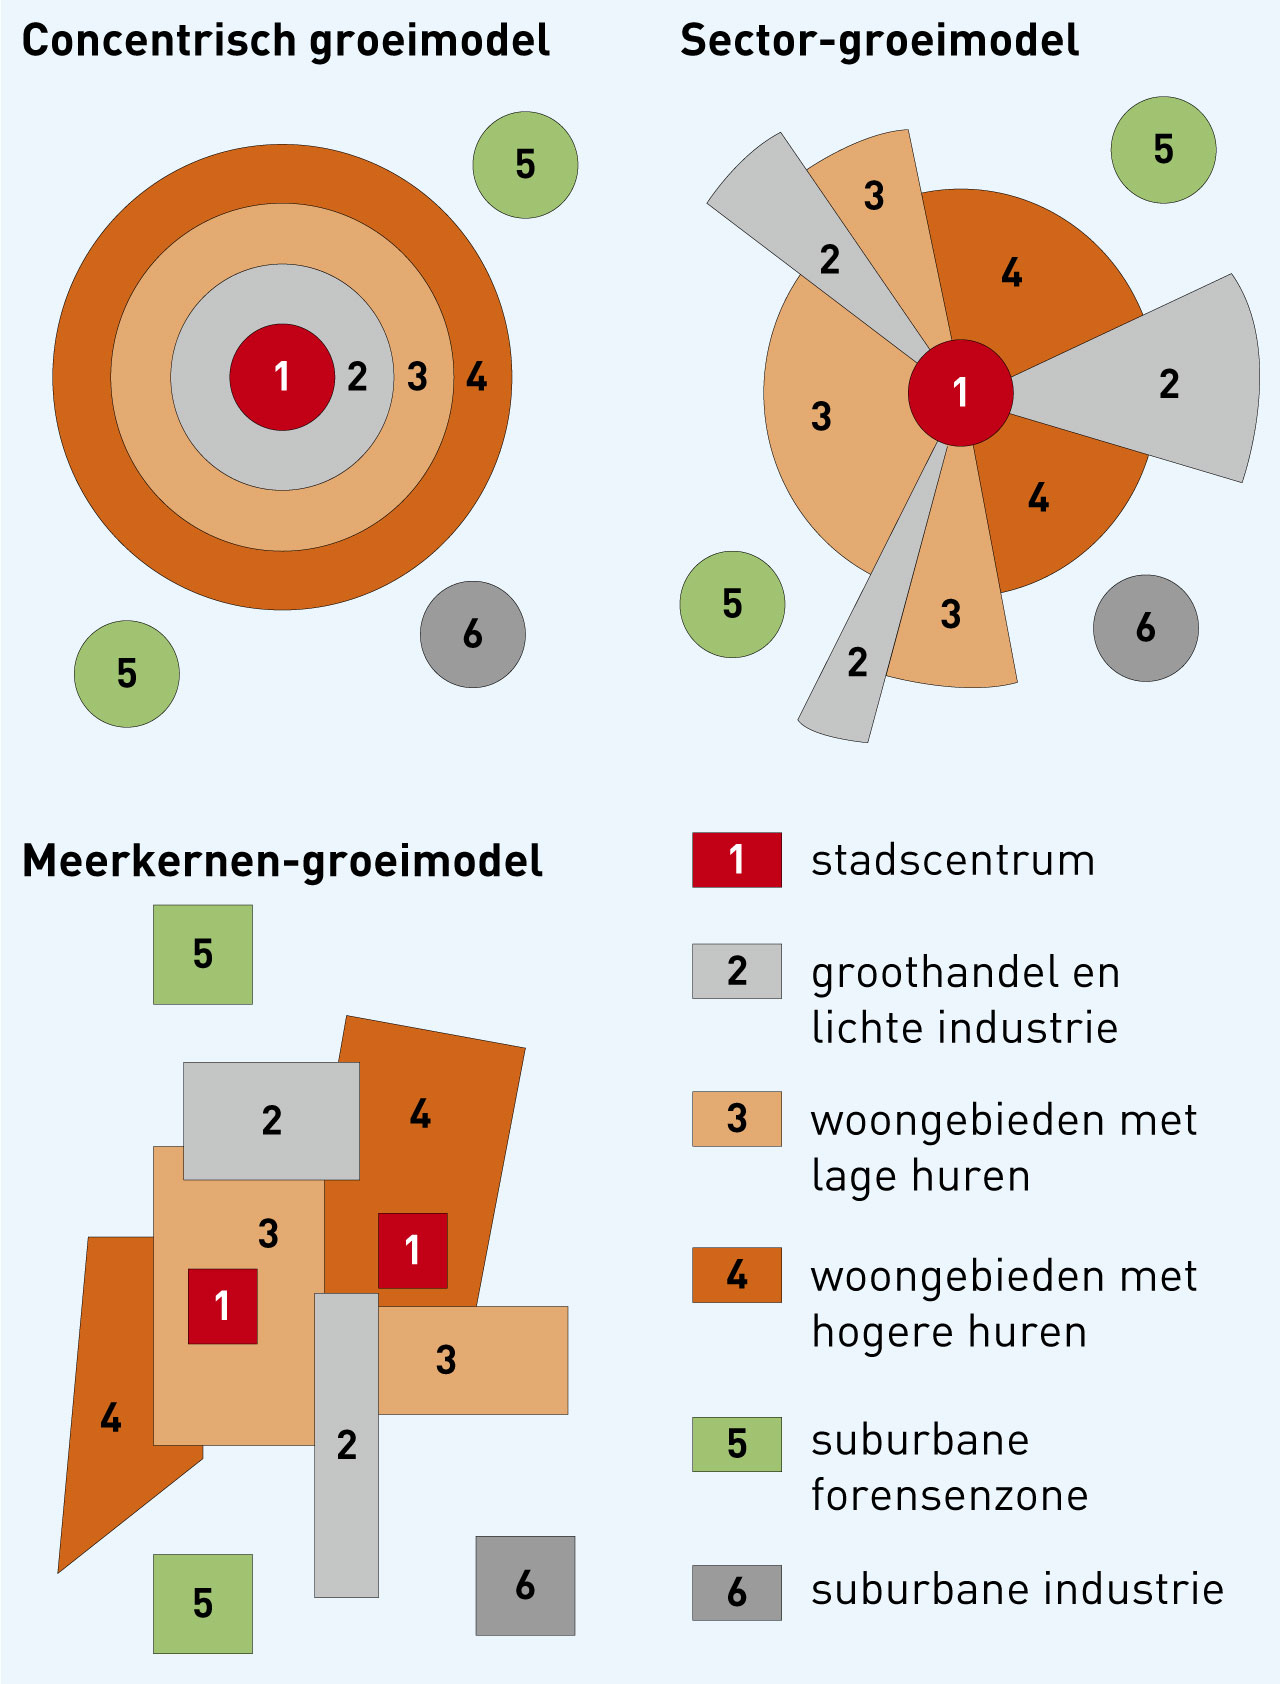 Concentrisch groeimodel
5
1 2 3 4
5
6
Sector-groeimodel
5
3
2
4
2
1
3
4
5
3
6
2
Meerkernen-groeimodel
5
2
4
3
1
1
3
4
2
5
6
1 stadscentrum
2 groothandel en
lichte industrie
3 woongebieden met
lage huren
4 woongebieden met
hogere huren
5 suburbane
forensenzone
6 suburbane industrie